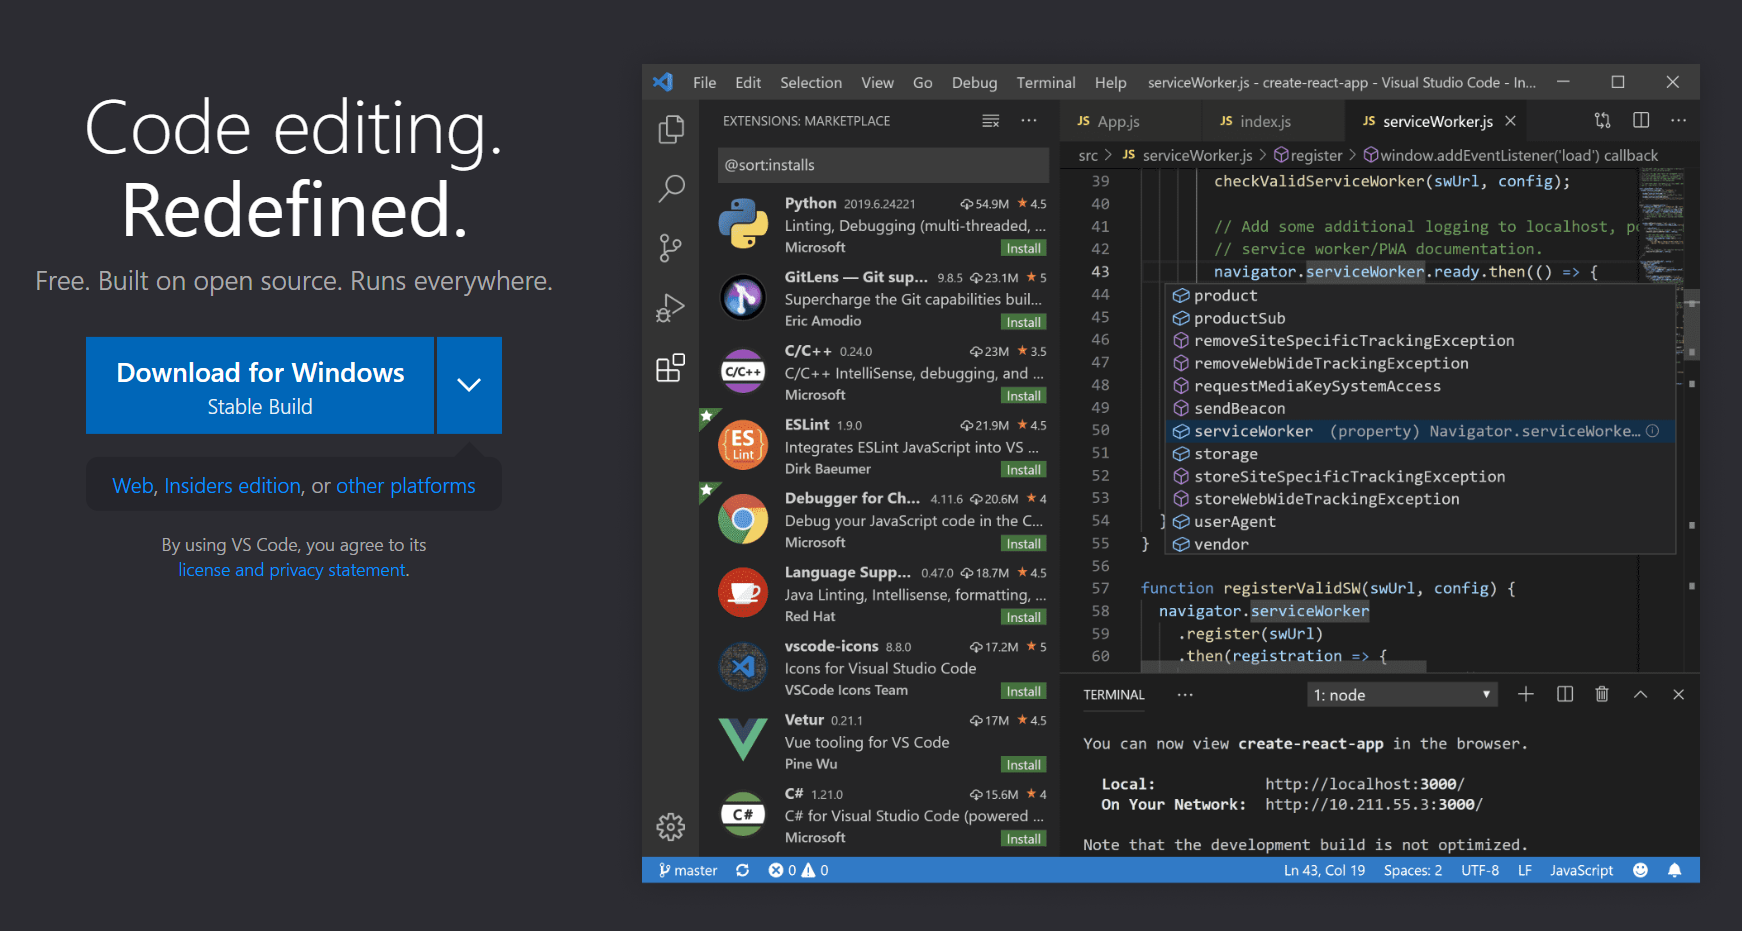 Code editing.
Redefined.
Free. Built on open source. Runs everywhere.
Download for Windows
Stable Build
Web, Insiders edition, or other platforms
By using VS Code, you agree to its
license and privacy statement.
File Edit Selection View Go Debug Terminal Help serviceWorker.js - create-react-app - Visual Studio Code - In...
EXTENSIONS: MARKETPLACE
@sort:installs
Python 2019.6.24221 54.9M 4.5
Linting, Debugging (multi-threaded, ...
Microsoft Install
GitLens — Git sup... 9.8.5 23.1M 5
Supercharge the Git capabilities buil...
Eric Amodio Install
C/C++
C/C++ 0.24.0 23M 3.5
C/C++ IntelliSense, debugging, and ...
Microsoft Install
ES
Lint
ESLint 1.9.0 21.9M 4.5
Integrates ESLint JavaScript into VS ...
Dirk Baeumer Install
Debugger for Ch... 4.11.6 20.6M 4
Debug your JavaScript code in the C...
Microsoft Install
Language Supp... 0.47.0 18.7M 4.5
Java Linting, Intellisense, formatting, ...
Red Hat Install
vscode-icons 8.8.0 17.2M 5
Icons for Visual Studio Code
VSCode Icons Team Install
Vetur 0.21.1 17M 4.5
Vue tooling for VS Code
Pine Wu Install
C#
C# 1.21.0 15.6M 4
C# for Visual Studio Code (powered ...
Microsoft Install
JS App.js JS index.js JS serviceWorker.js
src > JS serviceWorker.js > register > window.addEventListener('load') callback
39 checkValidServiceWorker(swUrl, config);
40
41 // Add some additional logging to localhost, po
42 // service worker/PWA documentation.
43 navigator.serviceWorker.ready.then(() => {
44 product
45 productSub
46 removeSiteSpecificTrackingException
47 removeWebWideTrackingException
48 requestMediaKeySystemAccess
49 sendBeacon
50 serviceWorker (property) Navigator.serviceWorke...
51 storage
52 storeSiteSpecificTrackingException
53 storeWebWideTrackingException
54 } userAgent
55 } vendor
56
57 function registerValidSW(swUrl, config) {
58 navigator.serviceWorker
59 .register(swUrl)
60 .then(registration => {
TERMINAL ... 1: node
You can now view create-react-app in the browser.
Local: http://localhost:3000/
On Your Network: http://10.211.55.3:3000/
Note that the development build is not optimized.
master 0 0 Ln 43, Col 19 Spaces: 2 UTF-8 LF JavaScript